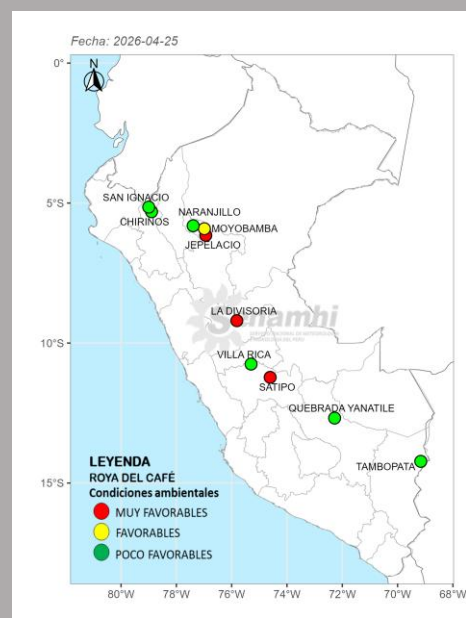 Fecha: 2026-04-25
N
0°
5°S
10°S
15°S
SAN IGNACIO
CHIRINOS
NARANJILLO
MOYOBAMBA
JEPELACIO
LA DIVISORIA
Senamhi
VILLA RICA
SATIPO
QUEBRADA YANATILE
TAMBOPATA
LEYENDA
ROYA DEL CAFÉ
Condiciones ambientales
MUY FAVORABLES
FAVORABLES
POCO FAVORABLES
80°W 78°W 76°W 74°W 72°W 70°W 68°W